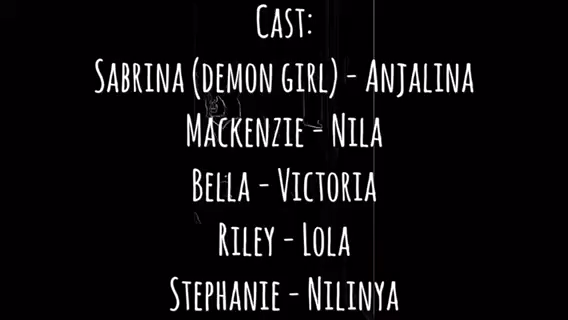 Cast:
Sabrina (demon girl) - Anjalina
Mackenzie - Nila
Bella - Victoria
Riley - Lola
Stephanie - Nilinya